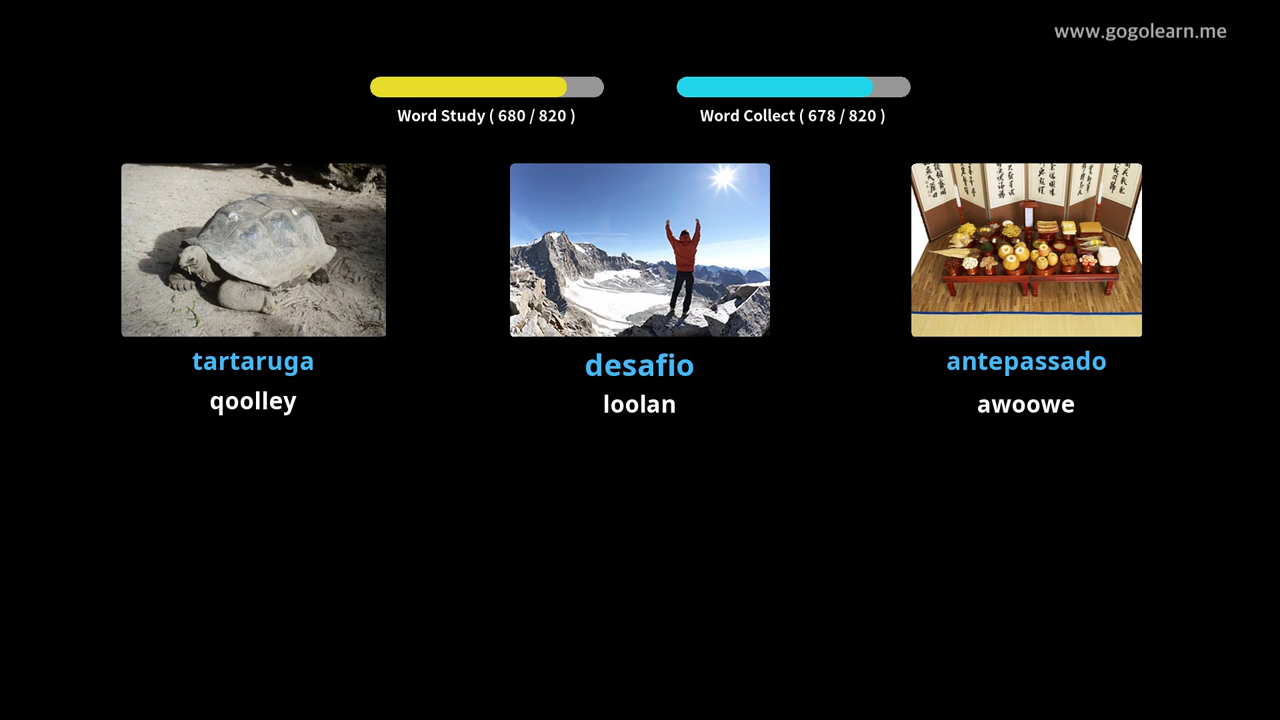 www.gogolearn.me
Word Study ( 680 / 820 )
Word Collect ( 678 / 820 )
tartaruga
qoolley
desafio
loolan
antepassado
awoowe